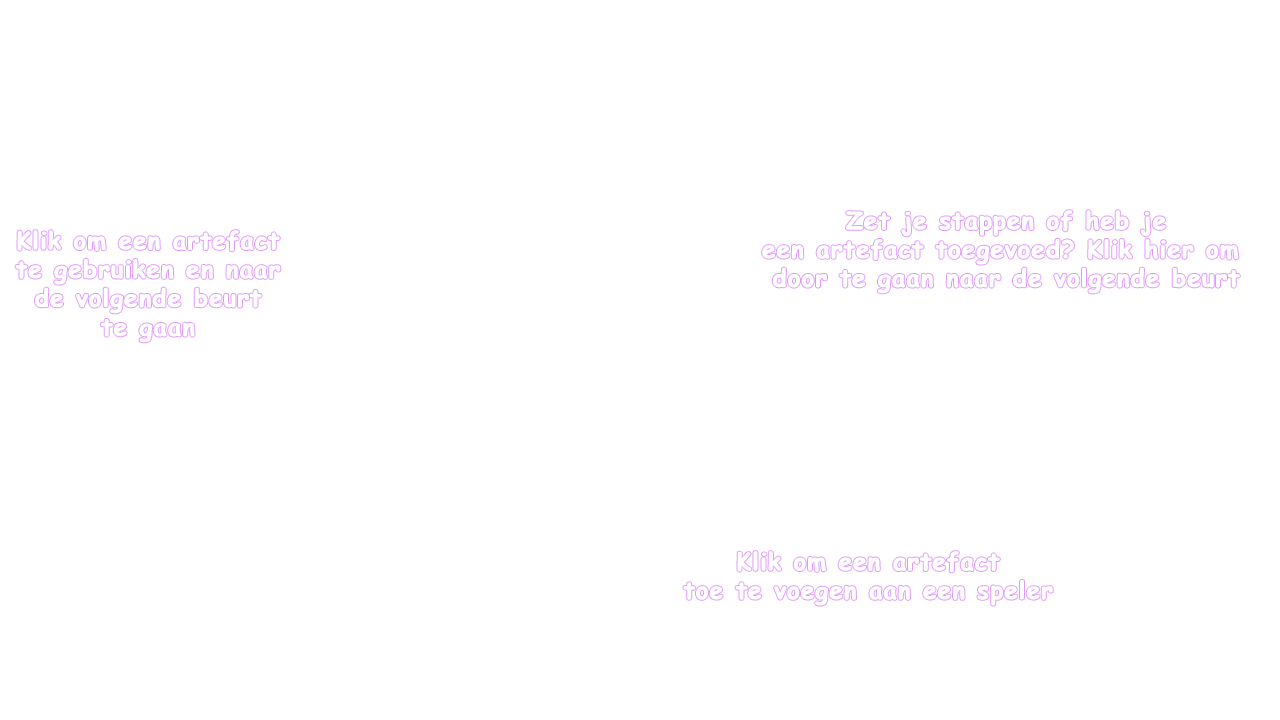 Klik om een artefact
te gebruiken en naar
de volgende beurt
te gaan
Zet je stappen of heb je
een artefact toegevoed? Klik hier om
door te gaan naar de volgende beurt
Klik om een artefact
toe te voegen aan een speler